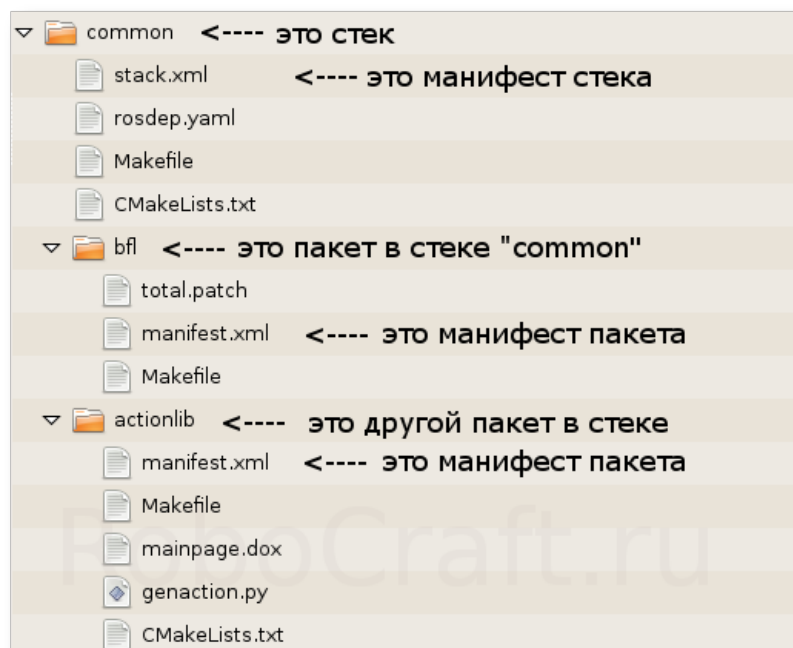 common <---- это стек
stack.xml <---- это манифест стека
rosdep.yaml
Makefile
CMakeLists.txt
bfl <---- это пакет в стеке "common"
total.patch
manifest.xml <---- это манифест пакета
Makefile
actionlib <---- это другой пакет в стеке
manifest.xml <---- это манифест пакета
Makefile
mainpage.dox
RoboCraft.ru
genaction.py
CMakeLists.txt